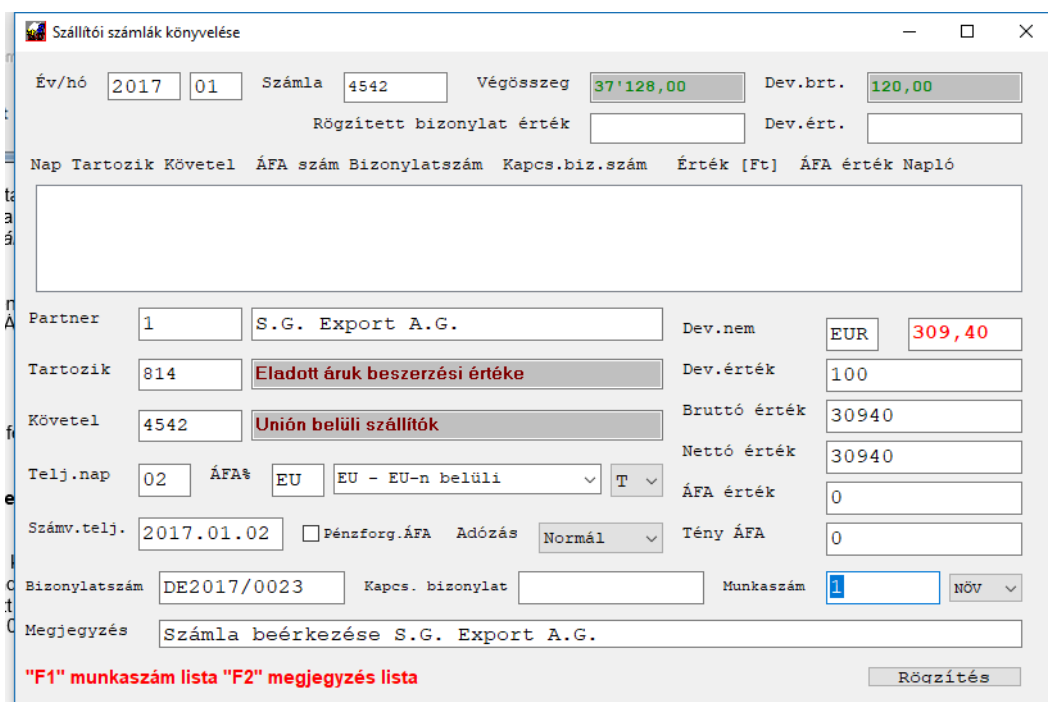 Szállítói számlák könyvelése
Év/hó 2017 01 Számla 4542 Végösszeg 37'128,00 Dev.brt. 120,00
Rögzített bizonylat érték Dev.ért.
Nap Tartozik Követel ÁFA szám Bizonylatszám Kapcs.biz.szám Érték [Ft] ÁFA érték Napló
Partner 1 S.G. Export A.G. Dev.nem EUR 309,40
Tartozik 814 Eladott áruk beszerzési értéke Dev.érték 100
Követel 4542 Unión belüli szállítók Bruttó érték 30940
Nettó érték 30940
Telj.nap 02 ÁFA% EU EU - EU-n belüli T ÁFA érték 0
Számv.telj. 2017.01.02 Pénzforg.ÁFA Adózás Normál Tény ÁFA 0
Bizonylatszám DE2017/0023 Kapcs. bizonylat Munkaszám 1 NÖV
Megjegyzés Számla beérkezése S.G. Export A.G.
"F1" munkaszám lista "F2" megjegyzés lista Rögzítés